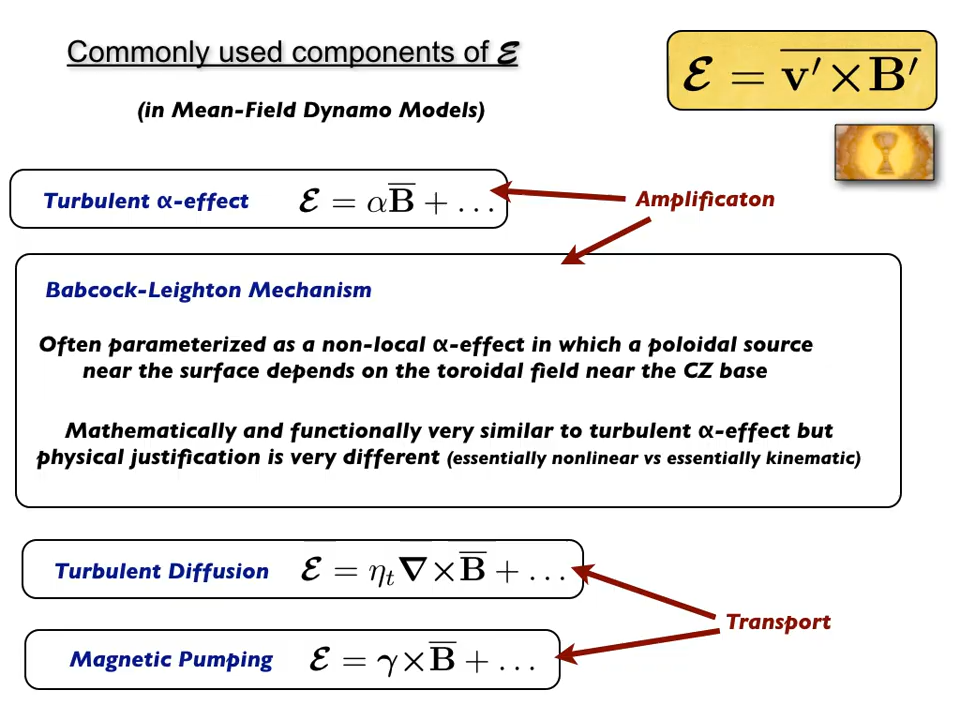 Commonly used components of 𝓔
𝓔 = \overline{v′ × B′}
(in Mean-Field Dynamo Models)
Turbulent α-effect 𝓔 = αB̅ + ...
Amplificaton
Babcock-Leighton Mechanism
Often parameterized as a non-local α-effect in which a poloidal source
near the surface depends on the toroidal field near the CZ base
Mathematically and functionally very similar to turbulent α-effect but
physical justification is very different (essentially nonlinear vs essentially kinematic)
Turbulent Diffusion 𝓔 = ηₜ∇×B̅ + ...
Transport
Magnetic Pumping 𝓔 = γ×B̅ + ...